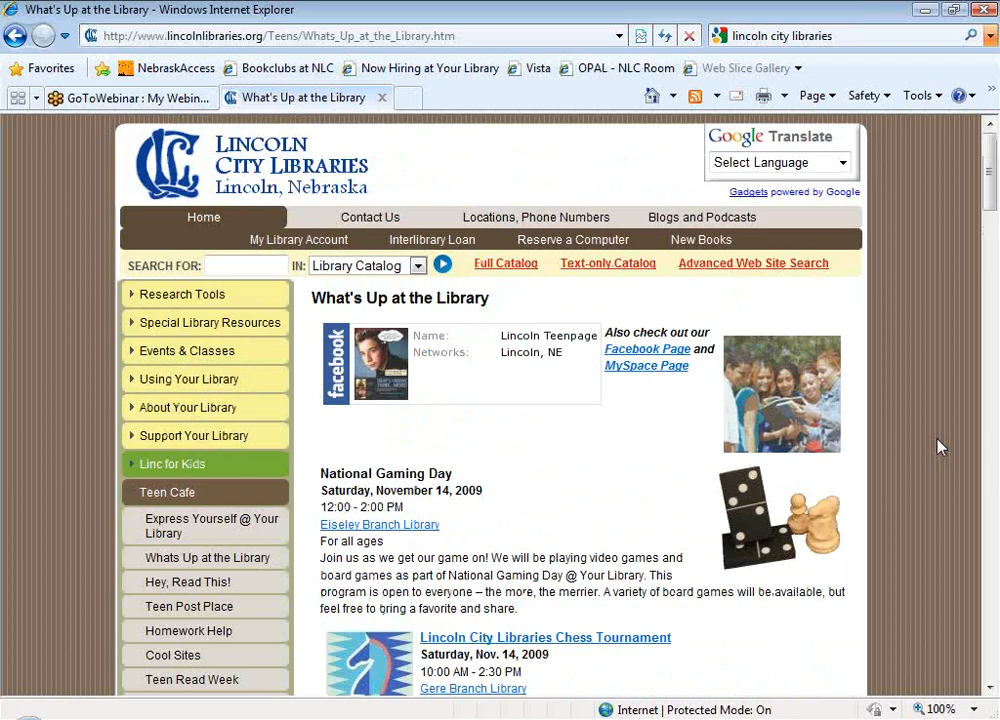 What's Up at the Library - Windows Internet Explorer
http://www.lincolnlibraries.org/Teens/Whats_Up_at_the_Library.htm
lincoln city libraries
Favorites
NebraskAccess
Bookclubs at NLC
Now Hiring at Your Library
Vista
OPAL - NLC Room
Web Slice Gallery
GoToWebinar : My Webin...
What's Up at the Library
Page
Safety
Tools
LINCOLN
CITY LIBRARIES
Lincoln, Nebraska
Google Translate
Select Language
Gadgets powered by Google
Home
Contact Us
Locations, Phone Numbers
Blogs and Podcasts
My Library Account
Interlibrary Loan
Reserve a Computer
New Books
SEARCH FOR:
IN:
Library Catalog
Full Catalog
Text-only.Catalog
Advanced Web Site Search
Research Tools
Special Library Resources
Events & Classes
Using Your Library
About Your Library
Support Your Library
Linc for Kids
Teen Cafe
Express Yourself @ Your
Library
Whats Up at the Library
Hey, Read This!
Teen Post Place
Homework Help
Cool Sites
Teen Read Week
What's Up at the Library
facebook
Name: Lincoln Teenpage
Networks: Lincoln, NE
Also check out our
Facebook Page and
MySpace Page
National Gaming Day
Saturday, November 14, 2009
12:00 - 2:00 PM
Eiseley Branch Library
For all ages
Join us as we get our game on! We will be playing video games and
board games as part of National Gaming Day @ Your Library. This
program is open to everyone – the more, the merrier. A variety of board games will be available, but
feel free to bring a favorite and share.
Lincoln City Libraries Chess Tournament
Saturday, Nov. 14, 2009
10:00 AM - 2:30 PM
Gere Branch Library
Internet | Protected Mode: On
100%